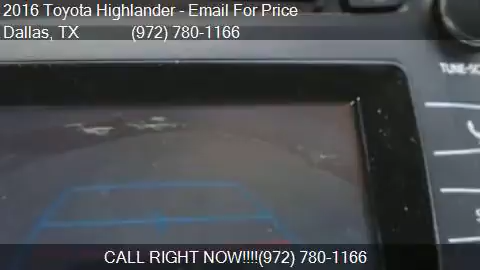 2016 Toyota Highlander - Email For Price
Dallas, TX (972) 780-1166
CALL RIGHT NOW!!!!(972) 780-1166